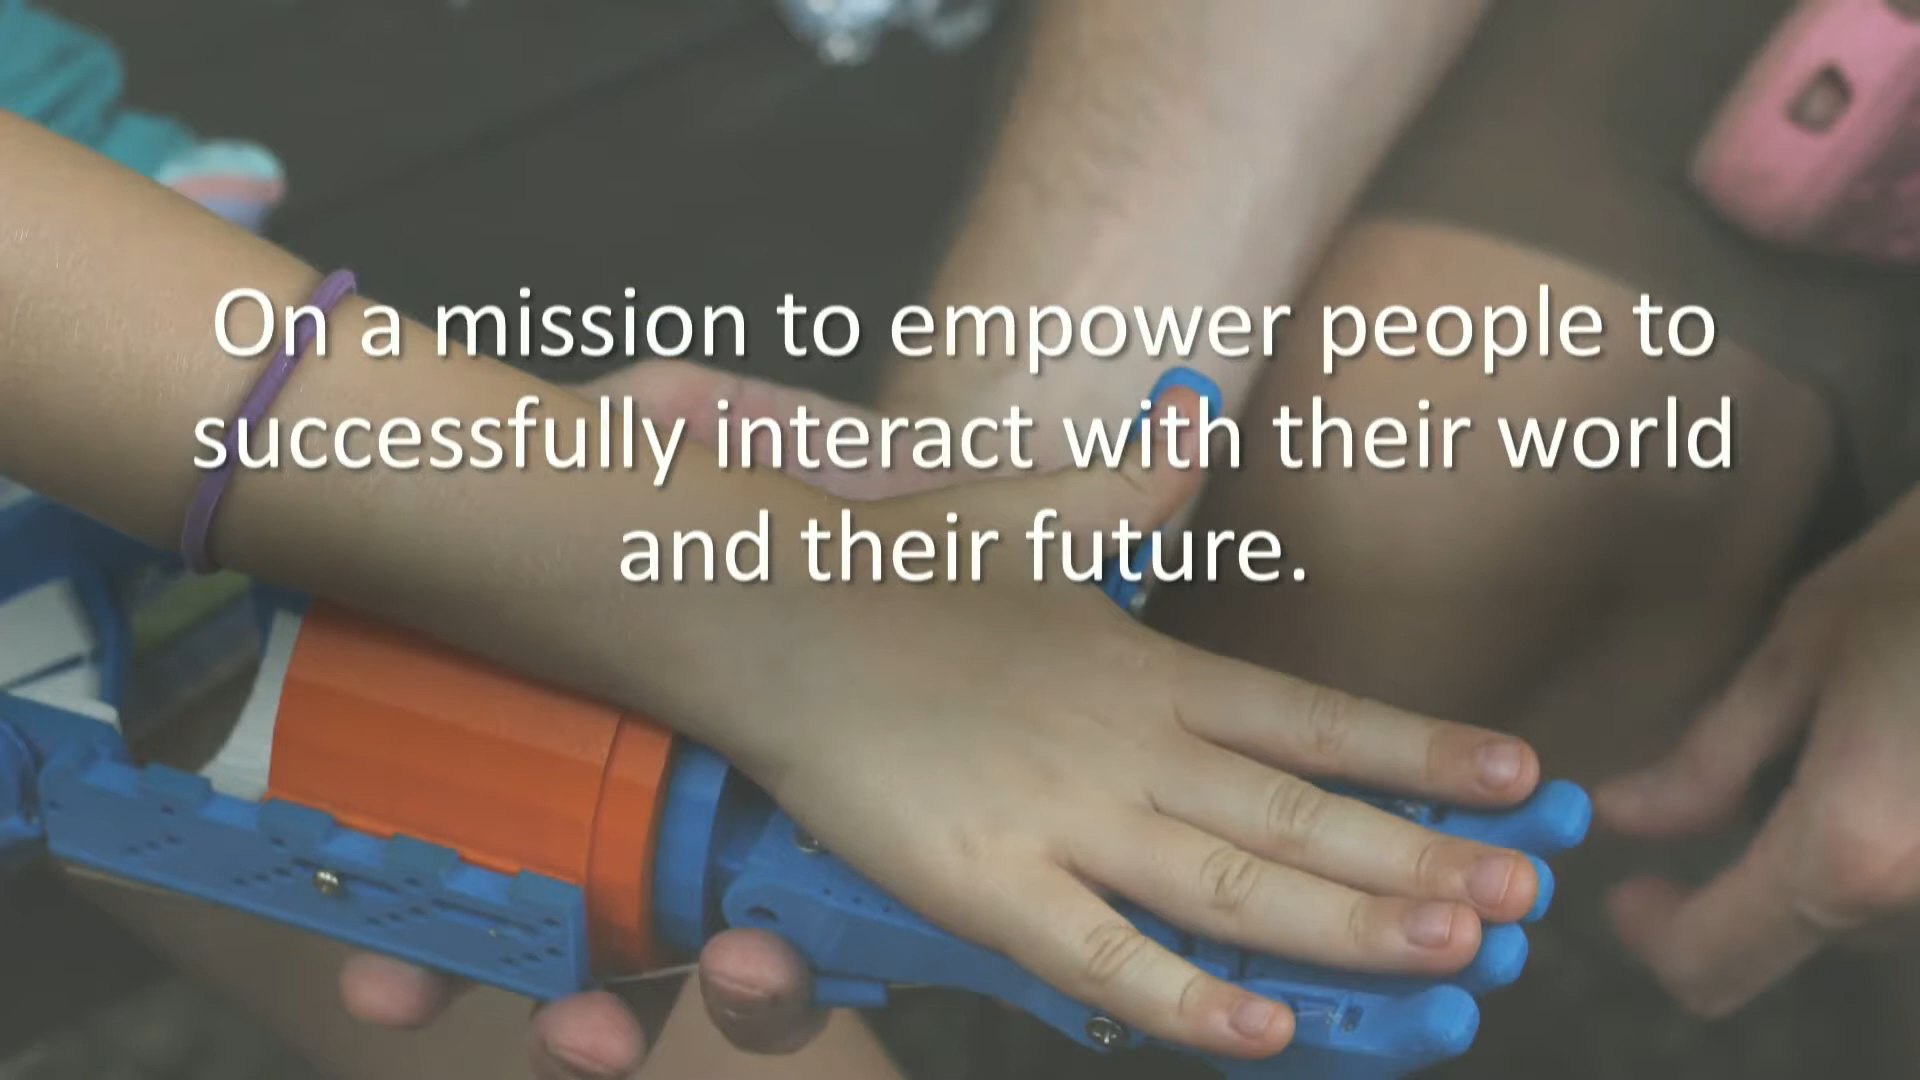 On a mission to empower people to
successfully interact with their world
and their future.